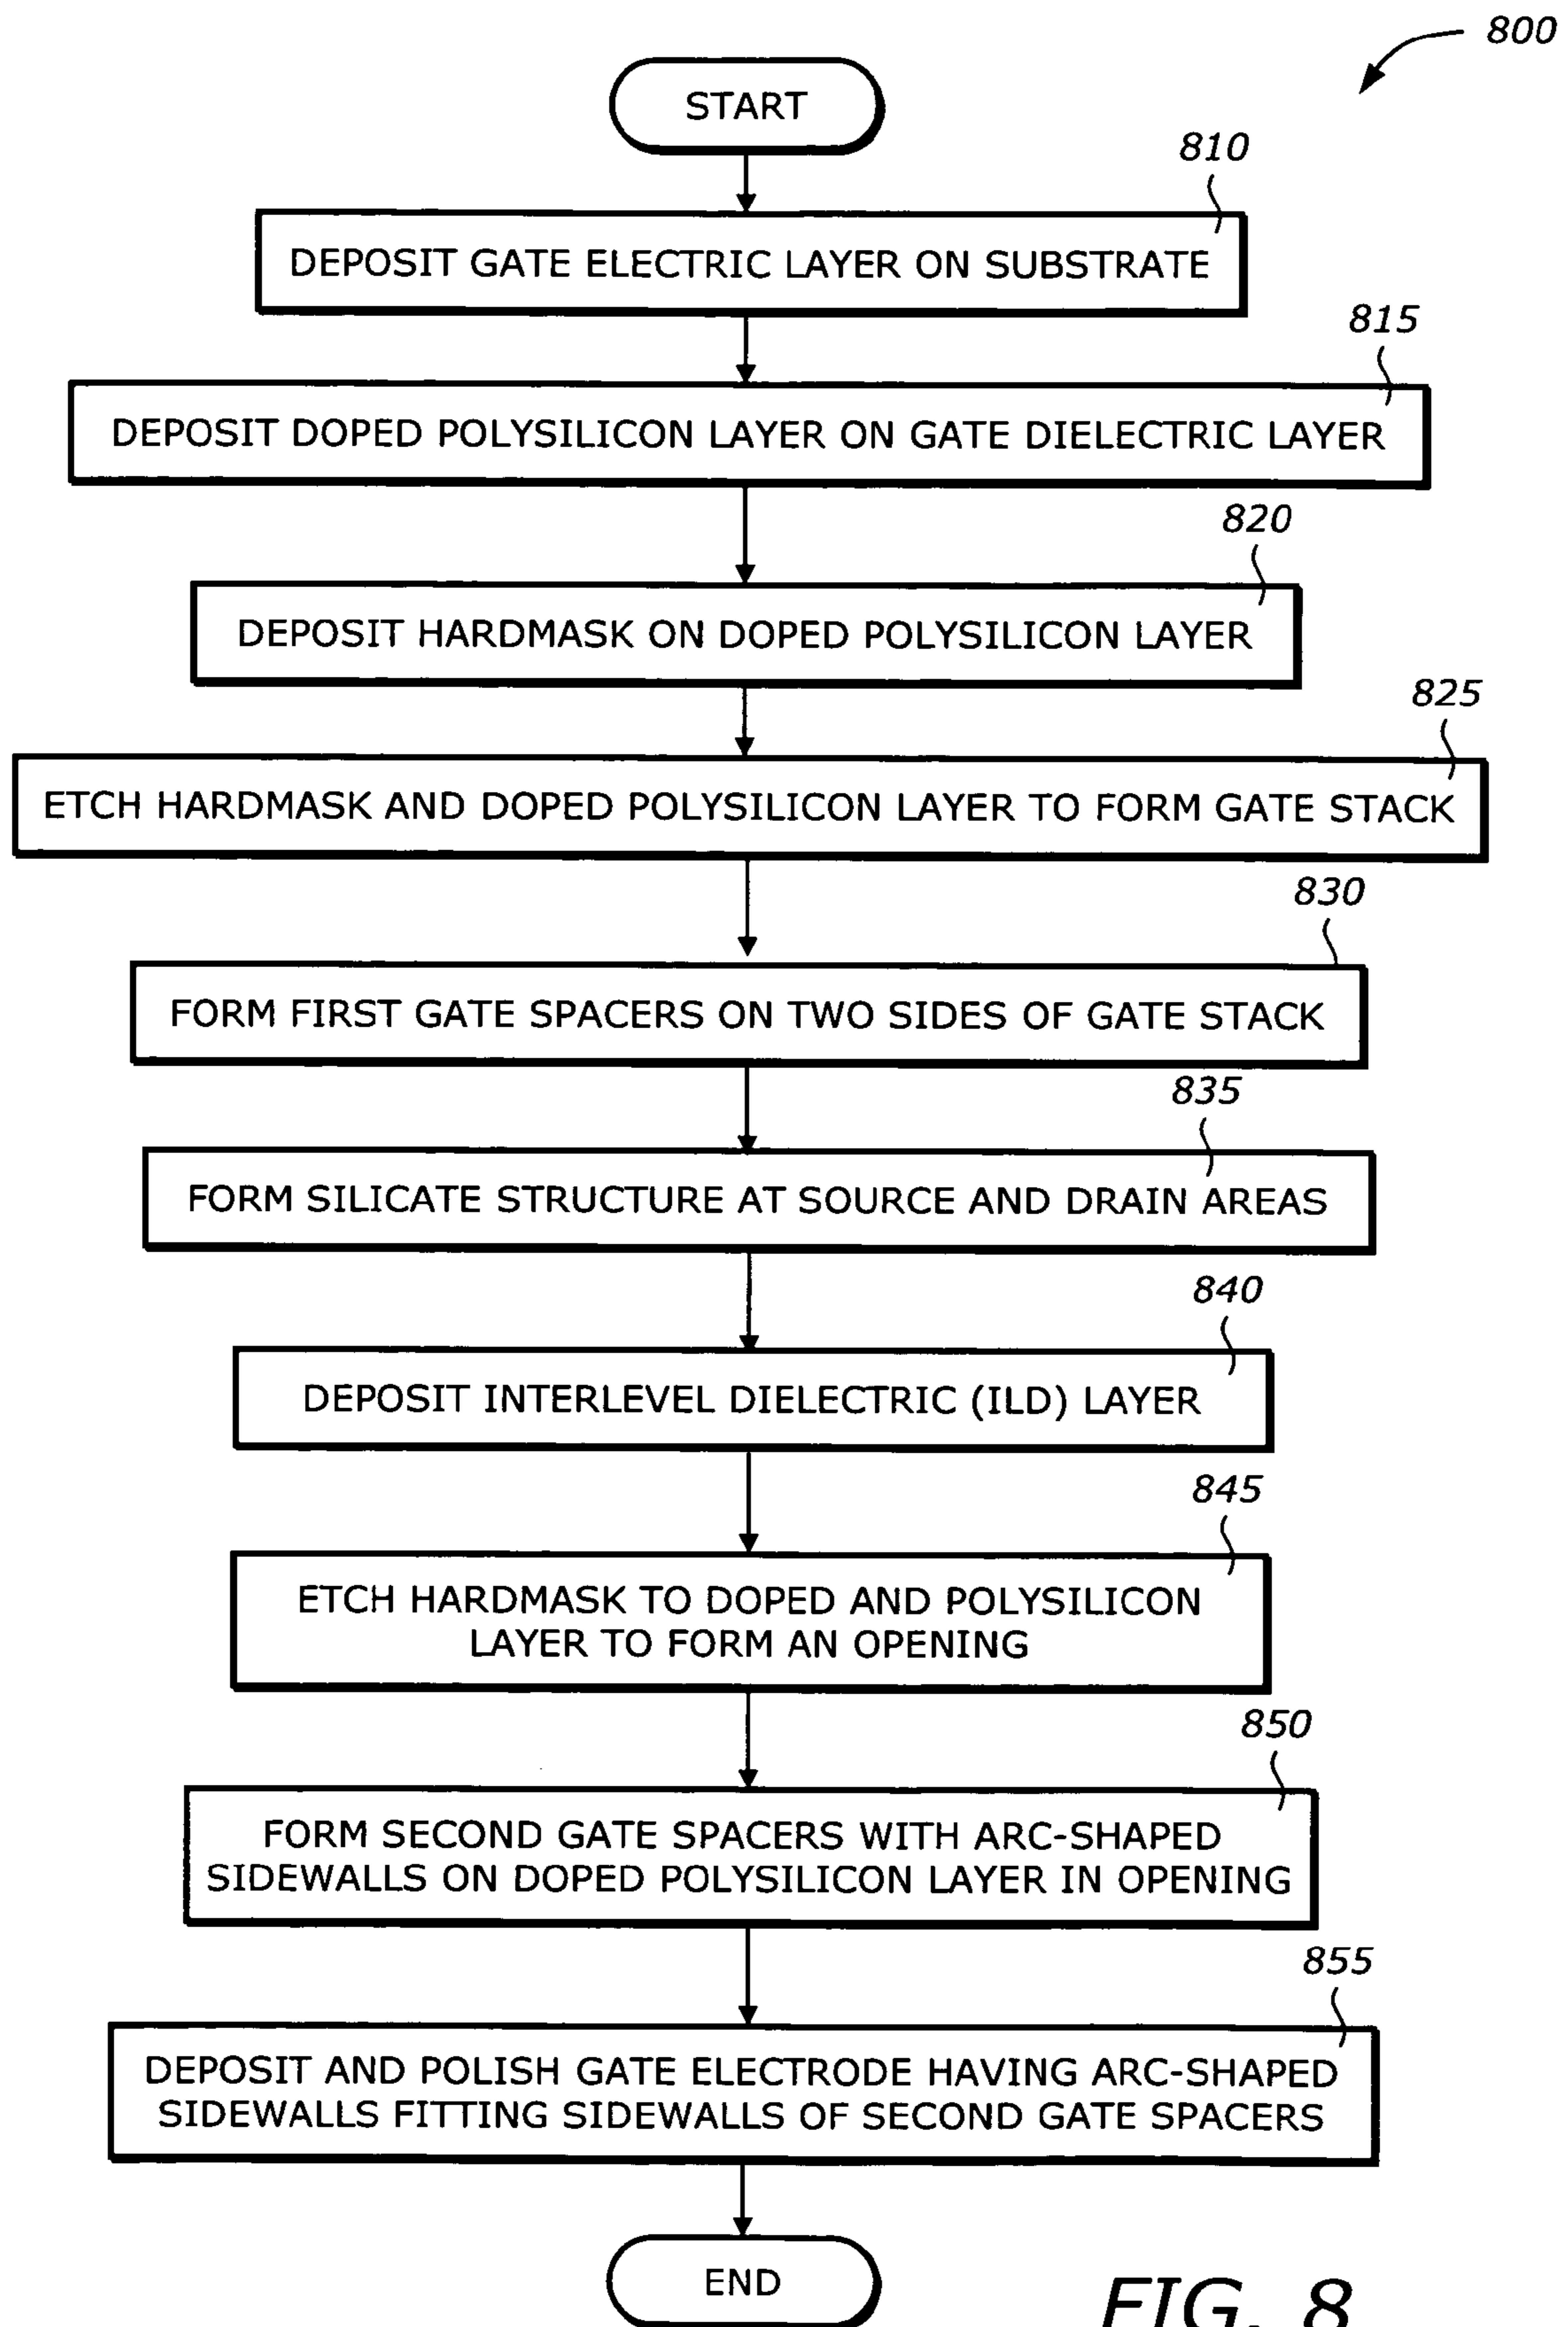 800
START
810
DEPOSIT GATE ELECTRIC LAYER ON SUBSTRATE
815
DEPOSIT DOPED POLYSILICON LAYER ON GATE DIELECTRIC LAYER
820
DEPOSIT HARDMASK ON DOPED POLYSILICON LAYER
825
ETCH HARDMASK AND DOPED POLYSILICON LAYER TO FORM GATE STACK
830
FORM FIRST GATE SPACERS ON TWO SIDES OF GATE STACK
835
FORM SILICATE STRUCTURE AT SOURCE AND DRAIN AREAS
840
DEPOSIT INTERLEVEL DIELECTRIC (ILD) LAYER
845
ETCH HARDMASK TO DOPED AND POLYSILICON
LAYER TO FORM AN OPENING
850
FORM SECOND GATE SPACERS WITH ARC-SHAPED
SIDEWALLS ON DOPED POLYSILICON LAYER IN OPENING
855
DEPOSIT AND POLISH GATE ELECTRODE HAVING ARC-SHAPED
SIDEWALLS FITTING SIDEWALLS OF SECOND GATE SPACERS
END
FIG. 8